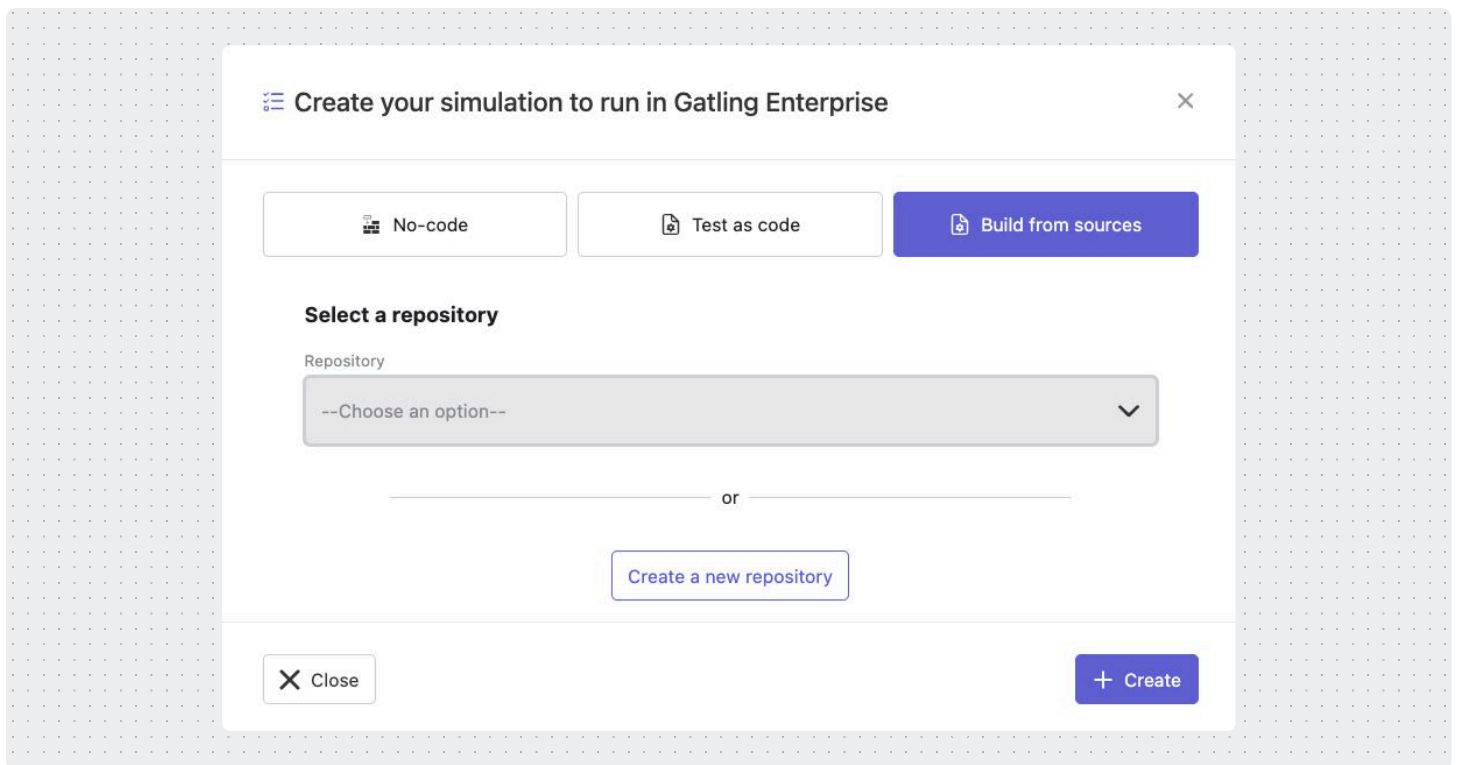 Create your simulation to run in Gatling Enterprise
No-code
Test as code
Build from sources
Select a repository
Repository
--Choose an option--
or
Create a new repository
Close
Create